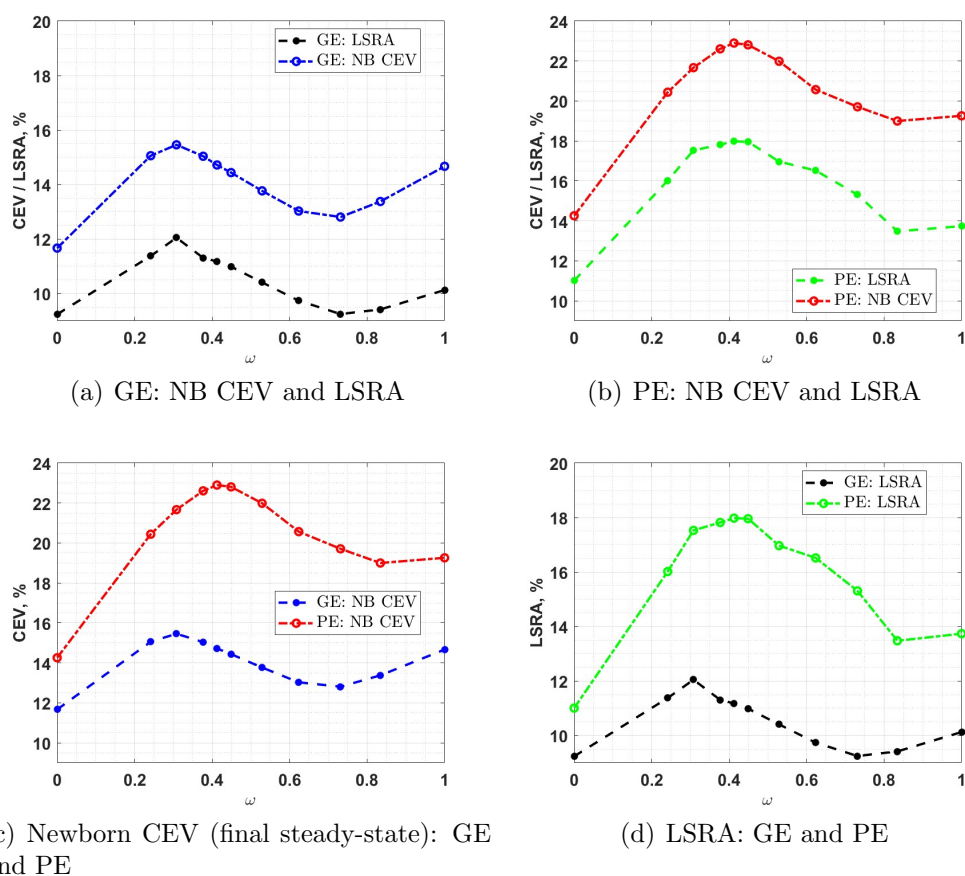 20
18
16
14
12
10
CEV / LSRA, %
GE: LSRA
GE: NB CEV
0 0.2 0.4 0.6 0.8 1
ω
(a) GE: NB CEV and LSRA
24
22
20
18
16
14
12
10
CEV / LSRA, %
PE: LSRA
PE: NB CEV
0 0.2 0.4 0.6 0.8 1
ω
(b) PE: NB CEV and LSRA
24
22
20
18
16
14
12
10
CEV, %
GE: NB CEV
PE: NB CEV
0 0.2 0.4 0.6 0.8 1
ω
c) Newborn CEV (final steady-state): GE
nd PE
20
18
16
14
12
10
LSRA, %
GE: LSRA
PE: LSRA
0 0.2 0.4 0.6 0.8 1
ω
(d) LSRA: GE and PE